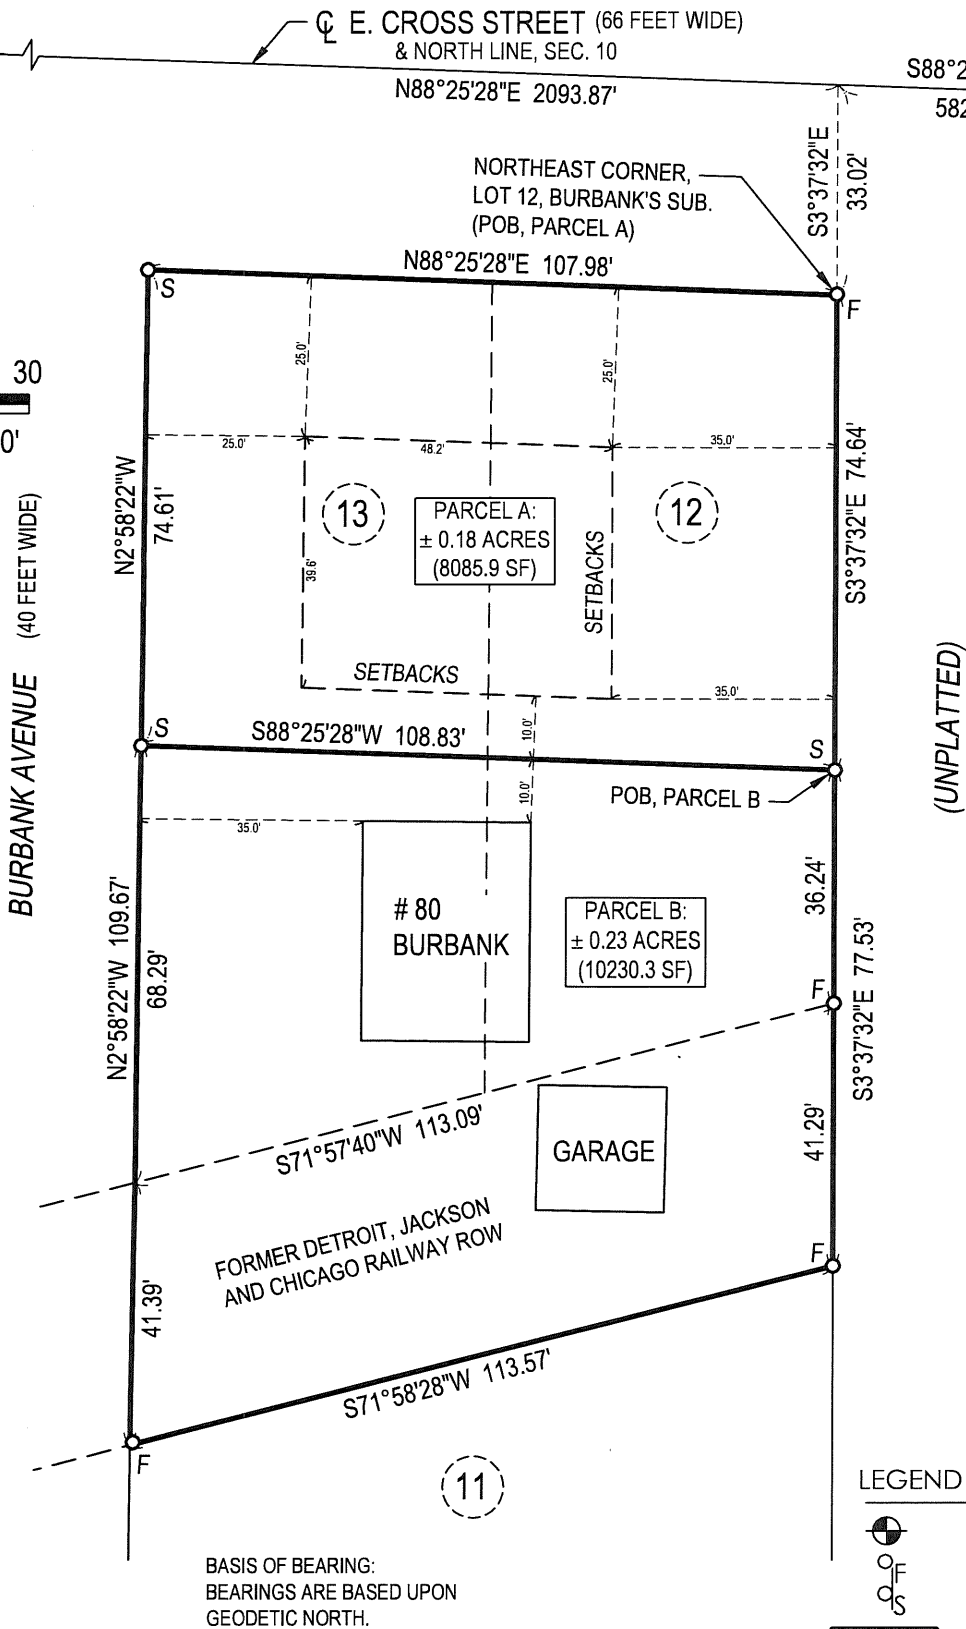 ℄ E. CROSS STREET (66 FEET WIDE)
& NORTH LINE, SEC. 10
N88°25'28"E 2093.87'
S88°2
582
S3°37'32"E
33.02'
NORTHEAST CORNER,
LOT 12, BURBANK'S SUB.
(POB, PARCEL A)
N88°25'28"E 107.98'
S
F
30
0'
25.0'
25.0'
25.0'
48.2'
35.0'
N2°58'22"W
74.61'
13
PARCEL A:
± 0.18 ACRES
(8085.9 SF)
12
S3°37'32"E 74.64'
39.6'
SETBACKS
SETBACKS
35.0'
BURBANK AVENUE (40 FEET WIDE)
(UNPLATTED)
S
S88°25'28"W 108.83'
10.0'
S
POB, PARCEL B
10.0'
35.0'
# 80
BURBANK
PARCEL B:
± 0.23 ACRES
(10230.3 SF)
N2°58'22"W 109.67'
68.29'
36.24'
F
S3°37'32"E 77.53'
S71°57'40"W 113.09'
GARAGE
41.29'
FORMER DETROIT, JACKSON
AND CHICAGO RAILWAY ROW
F
41.39'
S71°58'28"W 113.57'
F
11
LEGEND
F
S
BASIS OF BEARING:
BEARINGS ARE BASED UPON
GEODETIC NORTH.